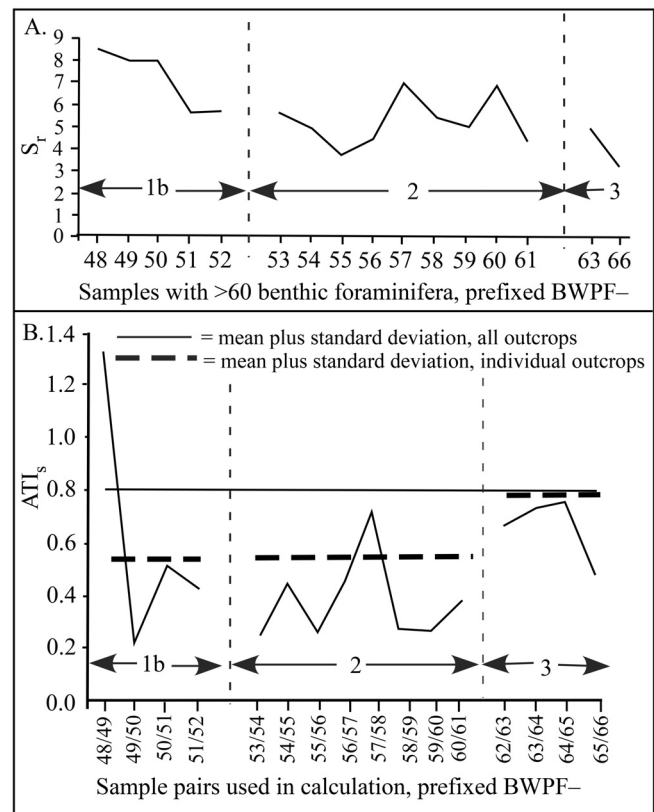 A.
9
8
7
6
5
4
3
2
1
0
Sr
1b
2
3
48 49 50 51 52 53 54 55 56 57 58 59 60 61 63 66
Samples with >60 benthic foraminifera, prefixed BWPF–
B.
1.4
1.2
1.0
0.8
0.6
0.4
0.2
0.0
ATIs
= mean plus standard deviation, all outcrops
= mean plus standard deviation, individual outcrops
1b
2
3
48/49 49/50 50/51 51/52 53/54 54/55 55/56 56/57 57/58 58/59 59/60 60/61 62/63 63/64 64/65 65/66
Sample pairs used in calculation, prefixed BWPF–